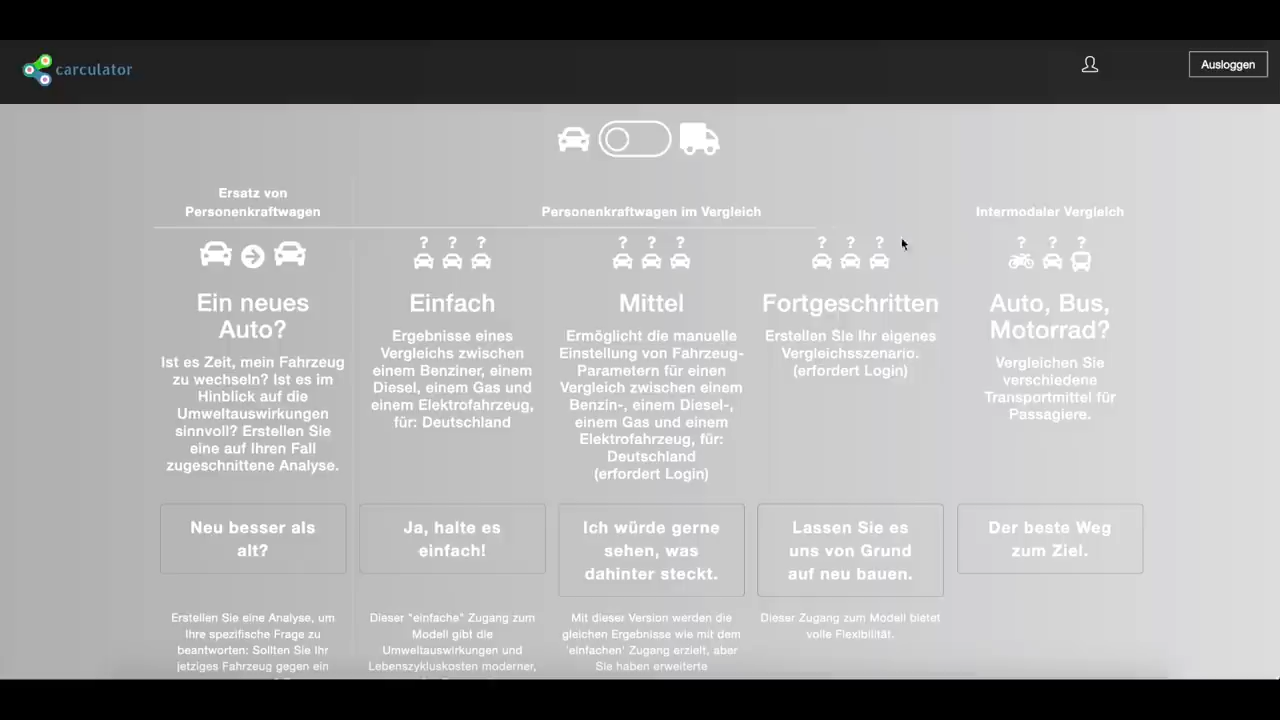 carculator
Ausloggen
Ersatz von
Personenkraftwagen
Personenkraftwagen im Vergleich
Intermodaler Vergleich
? ? ?
? ? ?
? ? ?
? ? ?
Ein neues
Auto?
Ist es Zeit, mein Fahrzeug
zu wechseln? Ist es im
Hinblick auf die
Umweltauswirkungen
sinnvoll? Erstellen Sie
eine auf Ihren Fall
zugeschnittene Analyse.
Neu besser als
alt?
Erstellen Sie eine Analyse, um
Ihre spezifische Frage zu
beantworten: Sollten Sie Ihr
jetziges Fahrzeug gegen ein
Einfach
Ergebnisse eines
Vergleichs zwischen
einem Benziner, einem
Diesel, einem Gas und
einem Elektrofahrzeug,
für: Deutschland
Ja, halte es
einfach!
Dieser "einfache" Zugang zum
Modell gibt die
Umweltauswirkungen und
Lebenszykluskosten moderner,
Mittel
Ermöglicht die manuelle
Einstellung von Fahrzeug-
Parametern für einen
Vergleich zwischen einem
Benzin-, einem Diesel-,
einem Gas und einem
Elektrofahrzeug, für:
Deutschland
(erfordert Login)
Ich würde gerne
sehen, was
dahinter steckt.
Mit dieser Version werden die
gleichen Ergebnisse wie mit dem
'einfachen' Zugang erzielt, aber
Sie haben erweiterte
Fortgeschritten
Erstellen Sie Ihr eigenes
Vergleichsszenario.
(erfordert Login)
Lassen Sie es
uns von Grund
auf neu bauen.
Dieser Zugang zum Modell bietet
volle Flexibilität.
Auto, Bus,
Motorrad?
Vergleichen Sie
verschiedene
Transportmittel für
Passagiere.
Der beste Weg
zum Ziel.